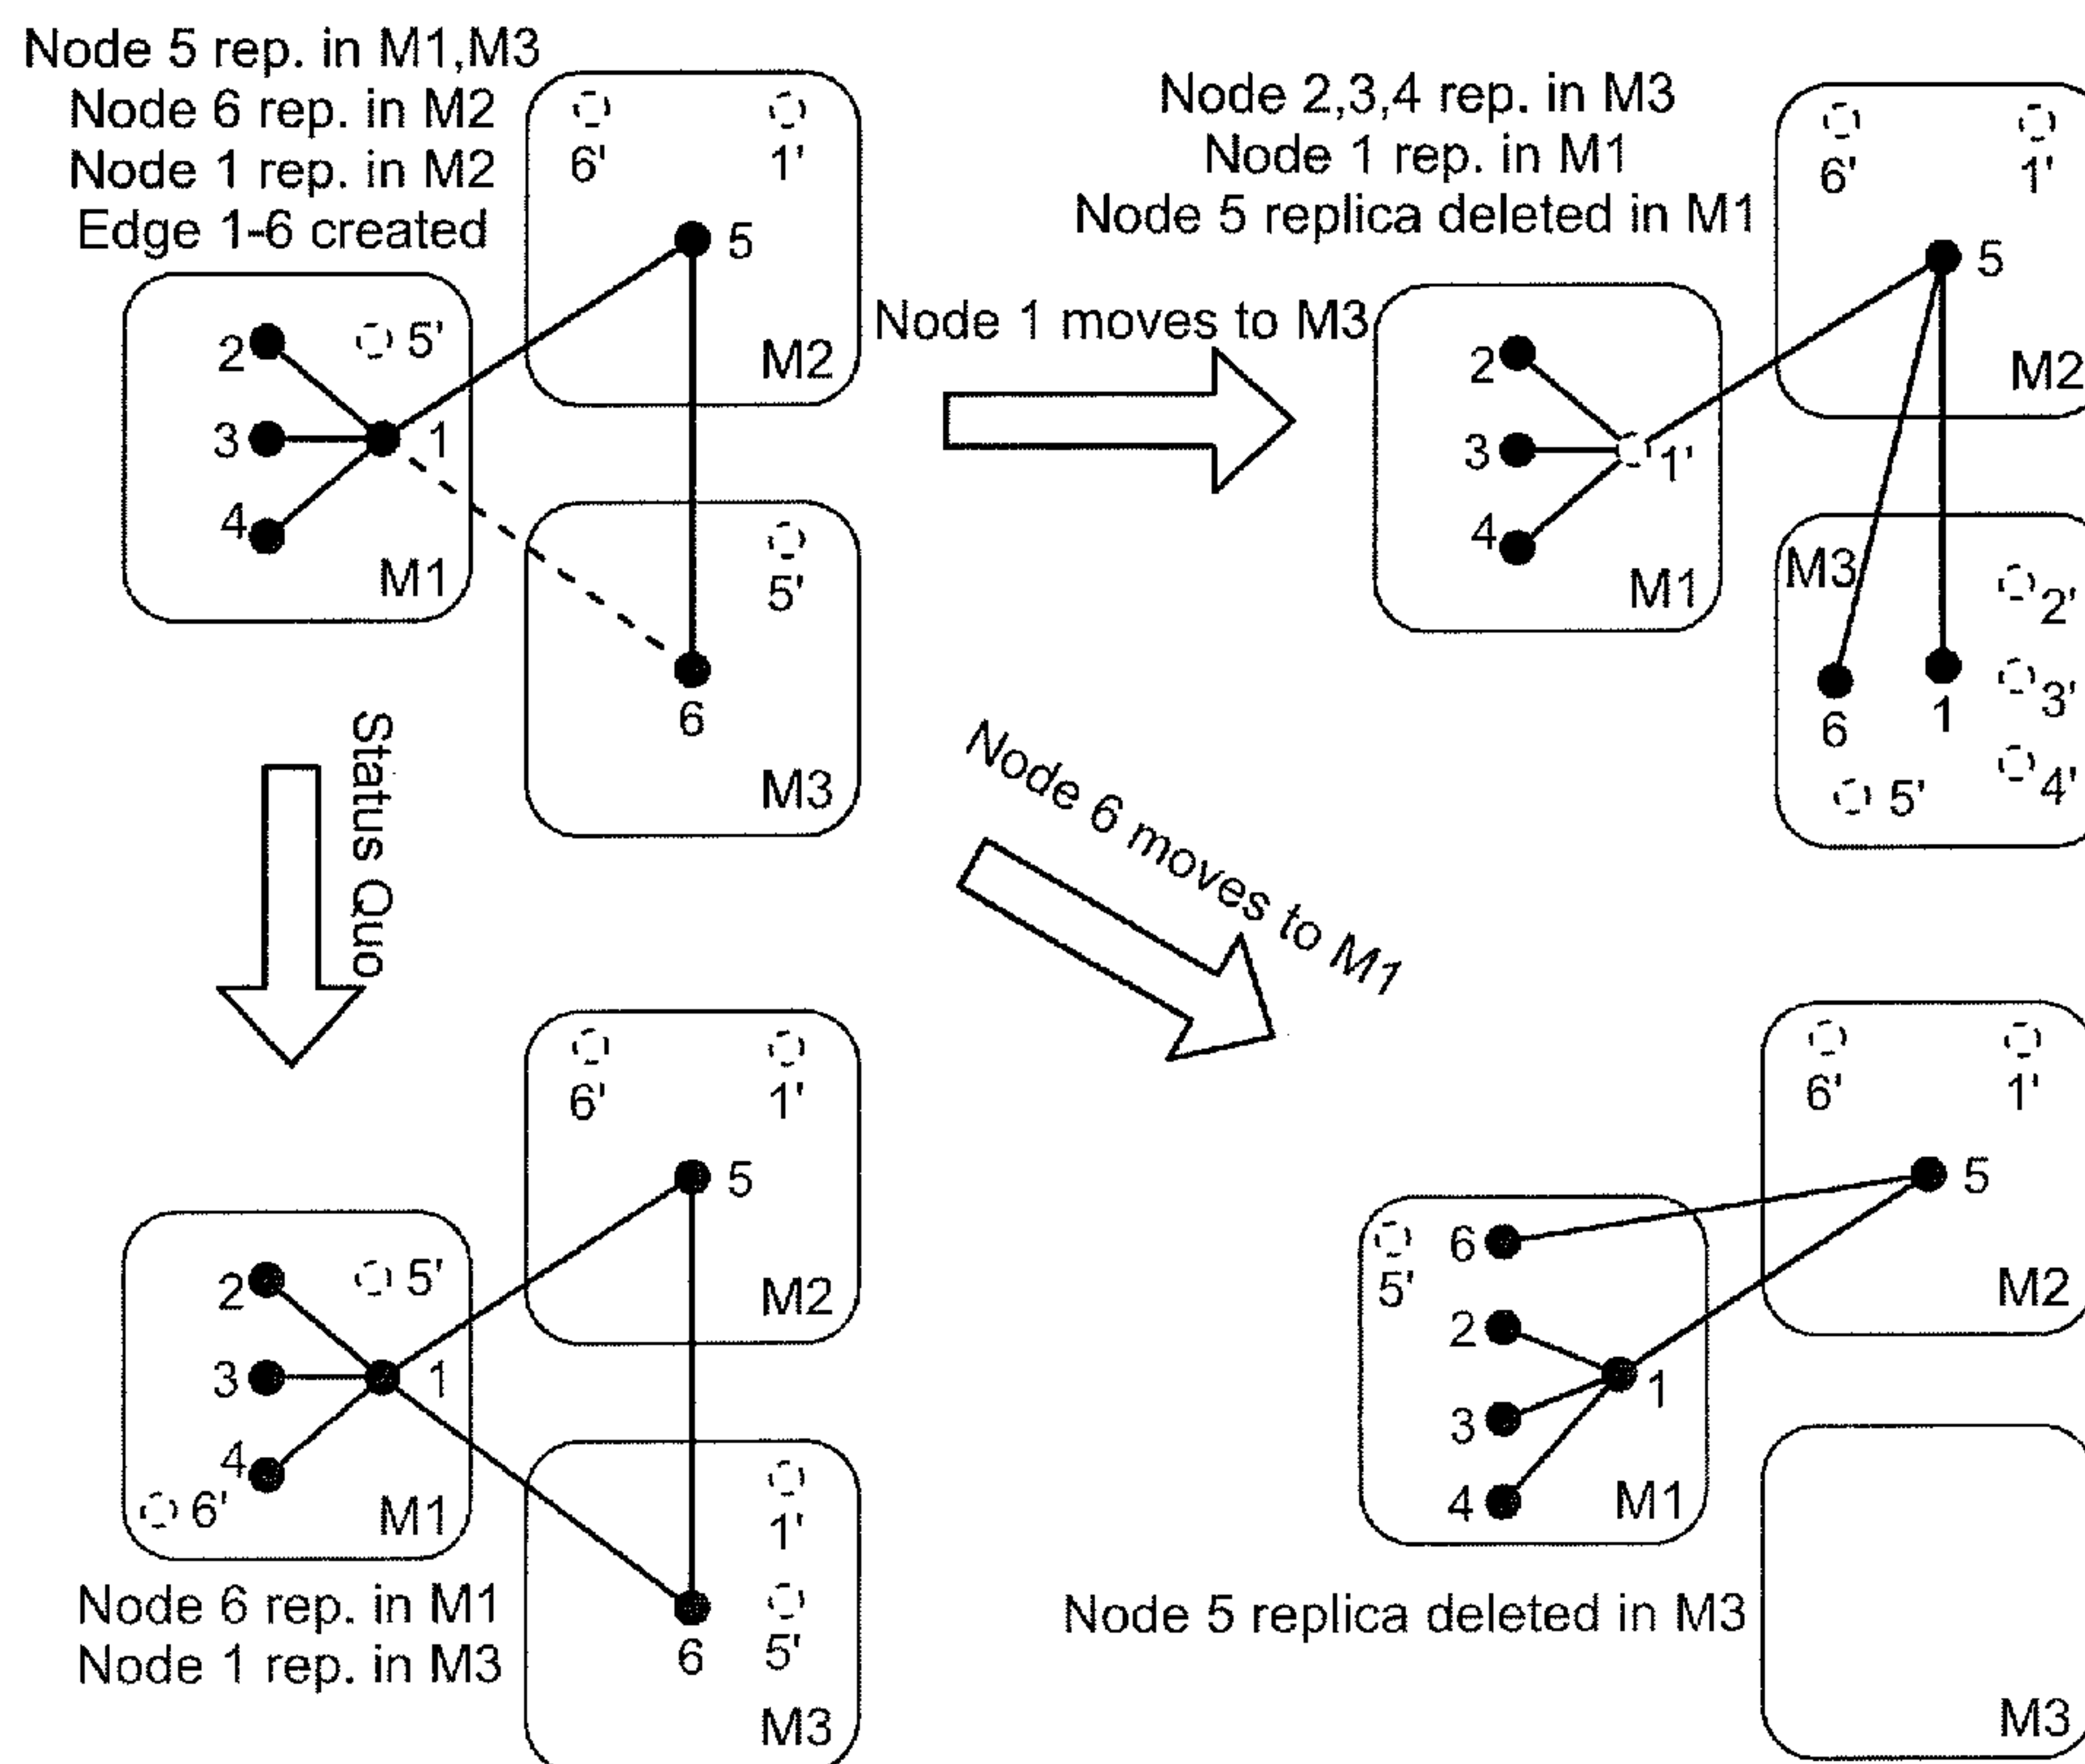 Node 5 rep. in M1,M3
Node 6 rep. in M2
Node 1 rep. in M2
Edge 1-6 created
6'
1'
5
M2
2
5'
3
1
4
M1
5'
6
M3
Node 1 moves to M3
Node 2,3,4 rep. in M3
Node 1 rep. in M1
Node 5 replica deleted in M1
6'
1'
5
M2
2
3
1'
4
M1
M3
2'
3'
4'
6
1
5'
Status Quo
Node 6 moves to M1
6'
1'
5
M2
2
5'
3
1
4
6'
M1
1'
5'
6
M3
Node 6 rep. in M1
Node 1 rep. in M3
6'
1'
5
M2
5'
6
2
1
3
4
M1
Node 5 replica deleted in M3
M3